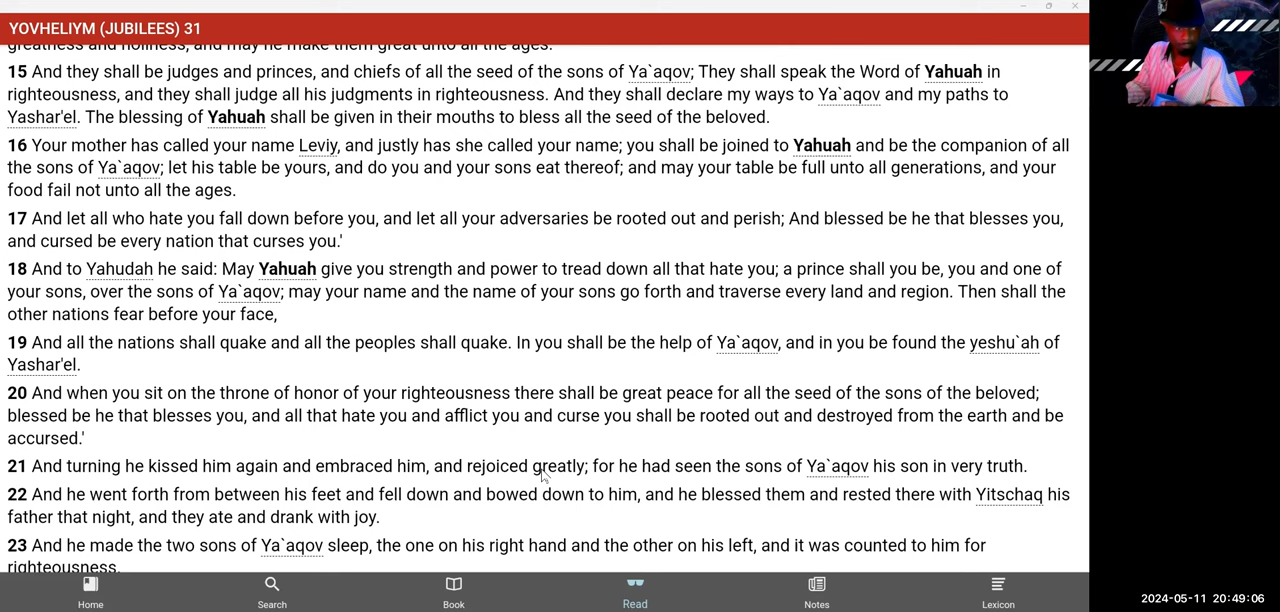 YOVHELIYM (JUBILEES) 31
greatness and holiness, and may he make them great unto all the ages.
15 And they shall be judges and princes, and chiefs of all the seed of the sons of Ya`aqov; They shall speak the Word of Yahuah in
righteousness, and they shall judge all his judgments in righteousness. And they shall declare my ways to Ya`aqov and my paths to
Yashar'el. The blessing of Yahuah shall be given in their mouths to bless all the seed of the beloved.
16 Your mother has called your name Leviy, and justly has she called your name; you shall be joined to Yahuah and be the companion of all
the sons of Ya`aqov; let his table be yours, and do you and your sons eat thereof; and may your table be full unto all generations, and your
food fail not unto all the ages.
17 And let all who hate you fall down before you, and let all your adversaries be rooted out and perish; And blessed be he that blesses you,
and cursed be every nation that curses you.'
18 And to Yahudah he said: May Yahuah give you strength and power to tread down all that hate you; a prince shall you be, you and one of
your sons, over the sons of Ya`aqov; may your name and the name of your sons go forth and traverse every land and region. Then shall the
other nations fear before your face,
19 And all the nations shall quake and all the peoples shall quake. In you shall be the help of Ya`aqov, and in you be found the yeshu`ah of
Yashar'el.
20 And when you sit on the throne of honor of your righteousness there shall be great peace for all the seed of the sons of the beloved;
blessed be he that blesses you, and all that hate you and afflict you and curse you shall be rooted out and destroyed from the earth and be
accursed.'
21 And turning he kissed him again and embraced him, and rejoiced greatly; for he had seen the sons of Ya`aqov his son in very truth.
22 And he went forth from between his feet and fell down and bowed down to him, and he blessed them and rested there with Yitschaq his
father that night, and they ate and drank with joy.
23 And he made the two sons of Ya`aqov sleep, the one on his right hand and the other on his left, and it was counted to him for
righteousness.
Home Search Book Read Notes Lexicon
2024-05-11 20:49:06